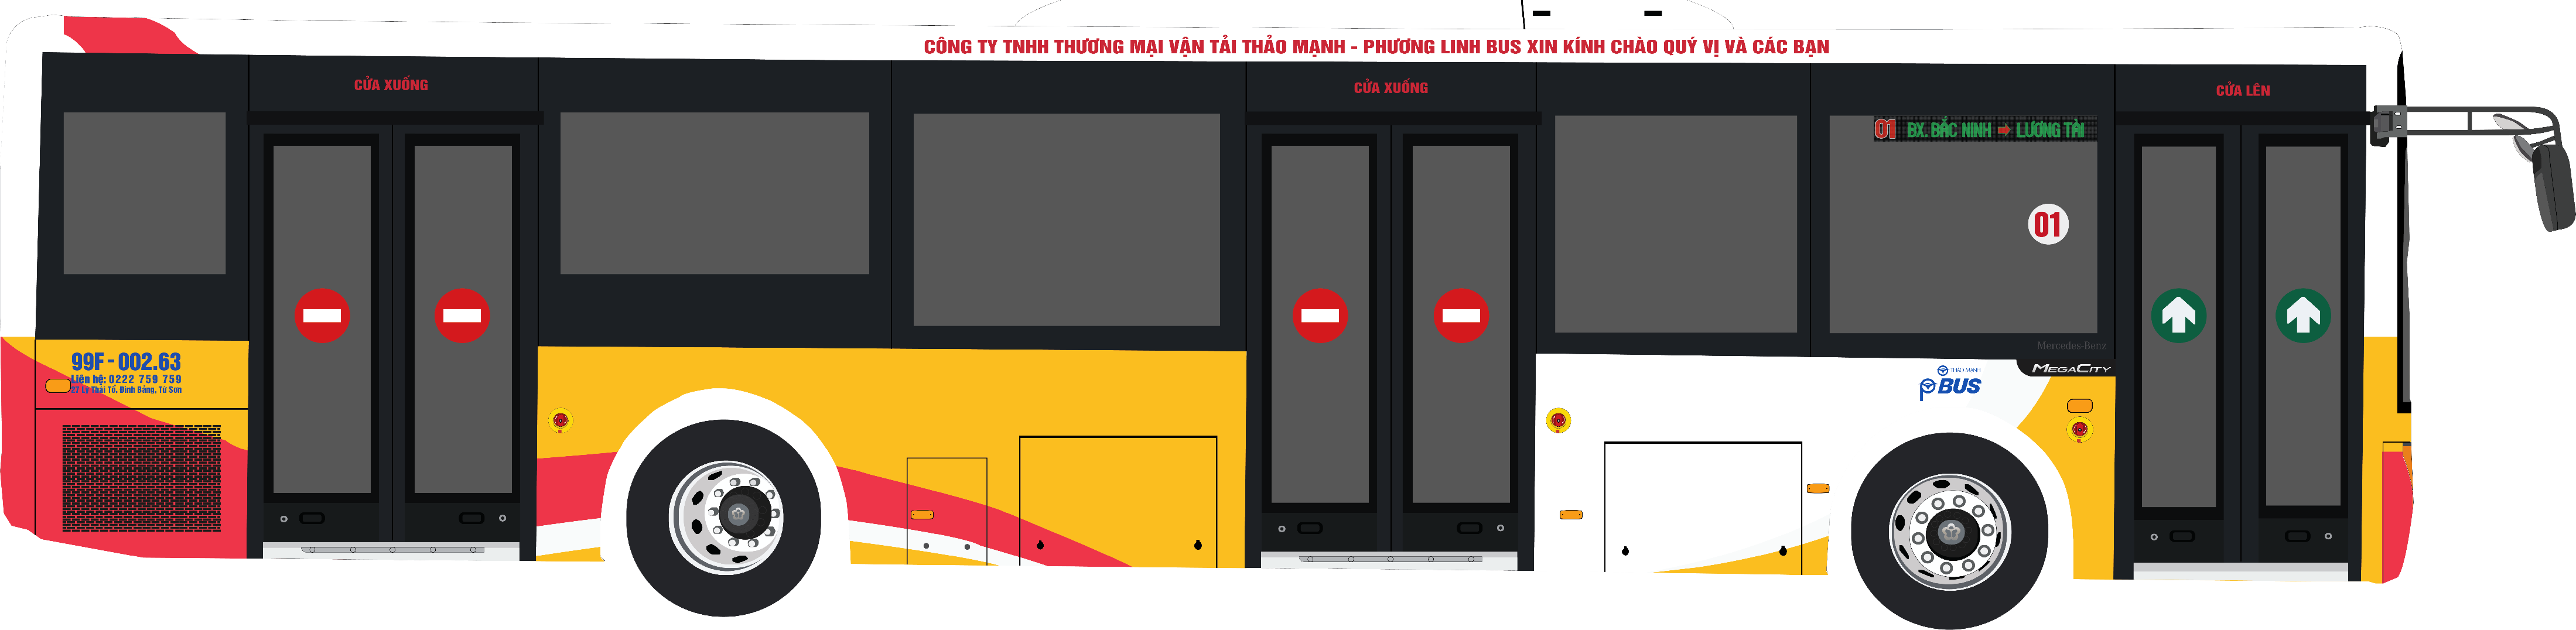 CÔNG TY TNHH THƯƠNG MẠI VẬN TẢI THẢO MẠNH - PHƯƠNG LINH BUS XIN KÍNH CHÀO QUÝ VỊ VÀ CÁC BẠN
CỬA XUỐNG
CỬA XUỐNG
CỬA LÊN
01 BX. BẮC NINH ➡ LƯƠNG TÀI
01
Mercedes-Benz
MEGACITY
THẢO MẠNH
BUS
99F - 002.63
Liên hệ: 0222 759 759
27 Lý Thái Tổ, Đình Bảng, Từ Sơn